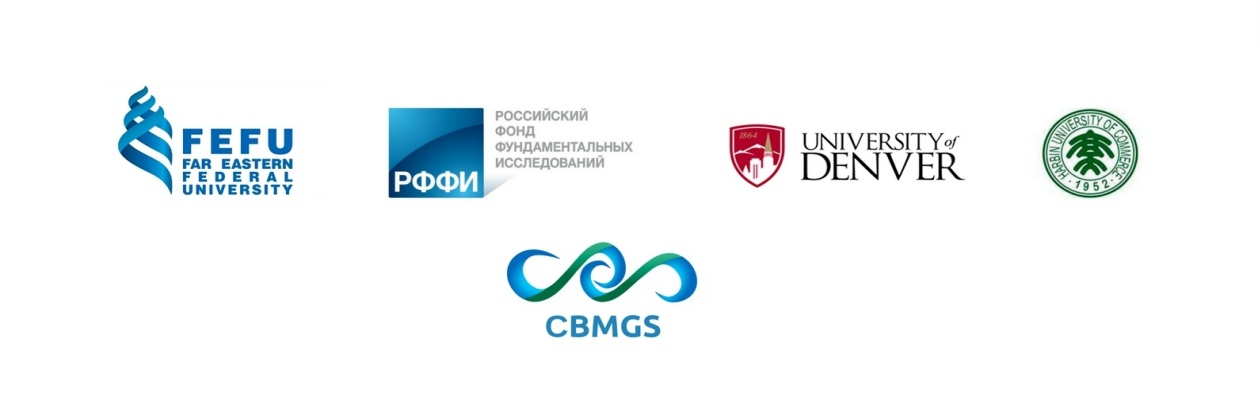 FEFU
FAR EASTERN
FEDERAL
UNIVERSITY
РФФИ
РОССИЙСКИЙ
ФОНД
ФУНДАМЕНТАЛЬНЫХ
ИССЛЕДОВАНИЙ
1864
UNIVERSITY of
DENVER
HARBIN UNIVERSITY OF COMMERCE
·1952·
CBMGS